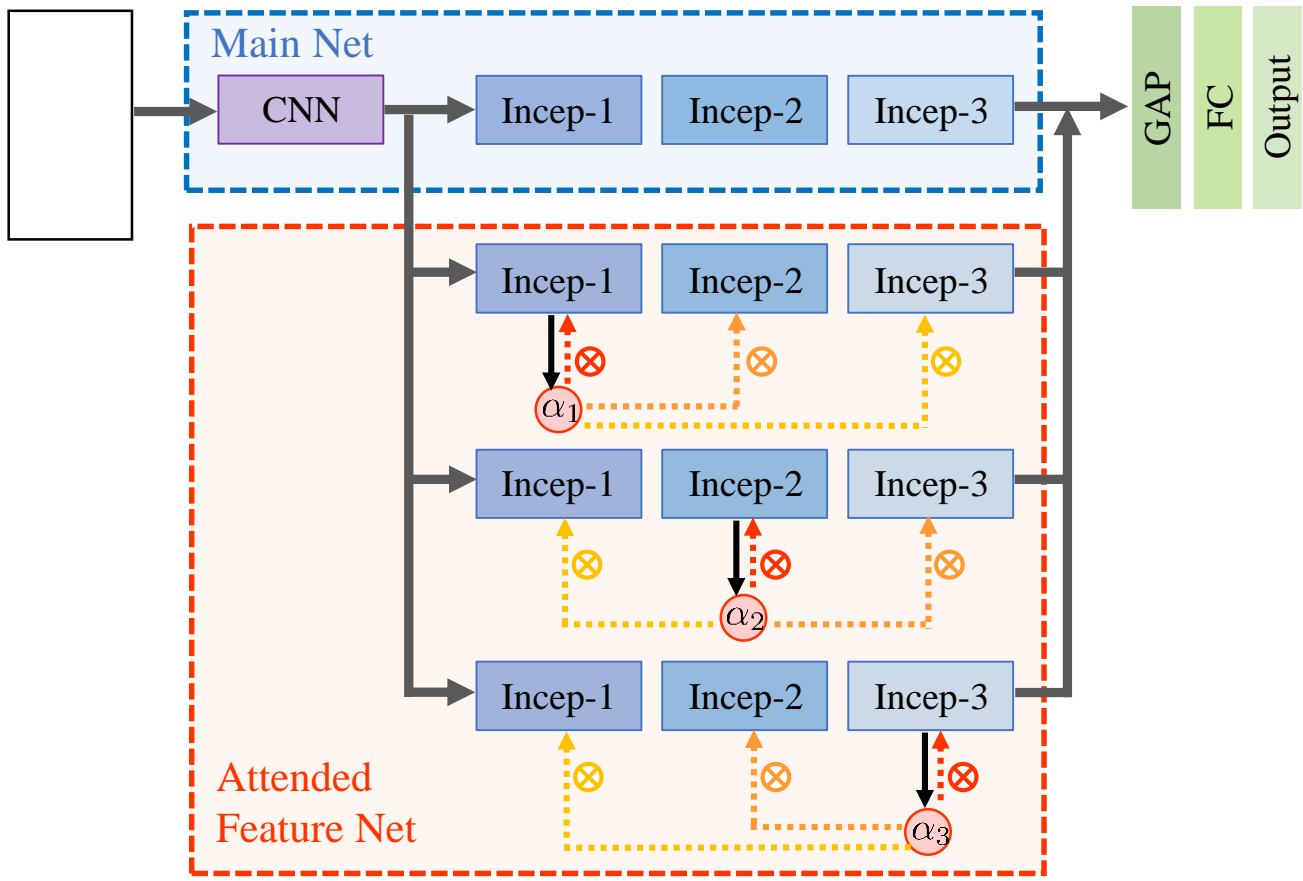 Main Net
CNN
Incep-1
Incep-2
Incep-3
GAP
FC
Output
Incep-1
Incep-2
Incep-3
⊗
⊗
⊗
α₁
Incep-1
Incep-2
Incep-3
⊗
⊗
⊗
α₂
Incep-1
Incep-2
Incep-3
⊗
⊗
⊗
α₃
Attended
Feature Net